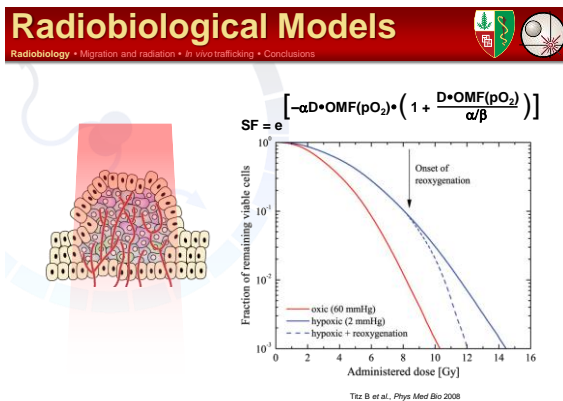 Radiobiological Models
Radiobiology • Migration and radiation • In vivo trafficking • Conclusions
SF = e^[–αD•OMF(pO₂)•(1 + D•OMF(pO₂)/α/β)]
10⁰
10⁻¹
10⁻²
10⁻³
Fraction of remaining viable cells
Onset of
reoxygenation
oxic (60 mmHg)
hypoxic (2 mmHg)
hypoxic + reoxygenation
0 2 4 6 8 10 12 14 16
Administered dose [Gy]
Titz B et al., Phys Med Bio 2008